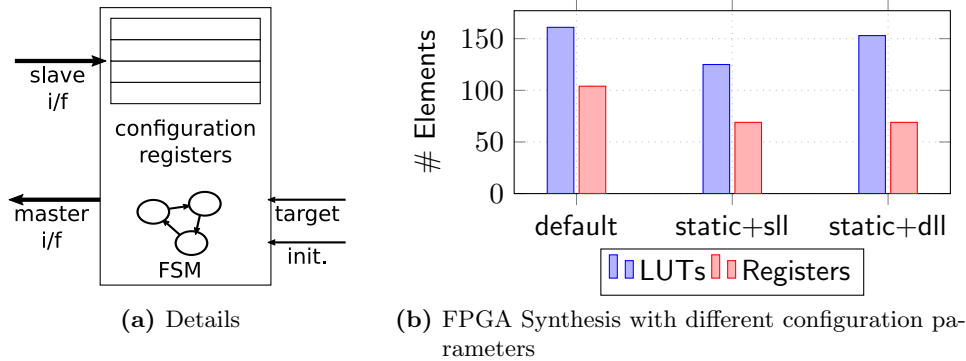 slave
i/f
configuration
registers
master
i/f
target
init.
FSM
(a) Details
# Elements
150
100
50
0
default static+sll static+dll
LUTs Registers
(b) FPGA Synthesis with different configuration pa-
rameters